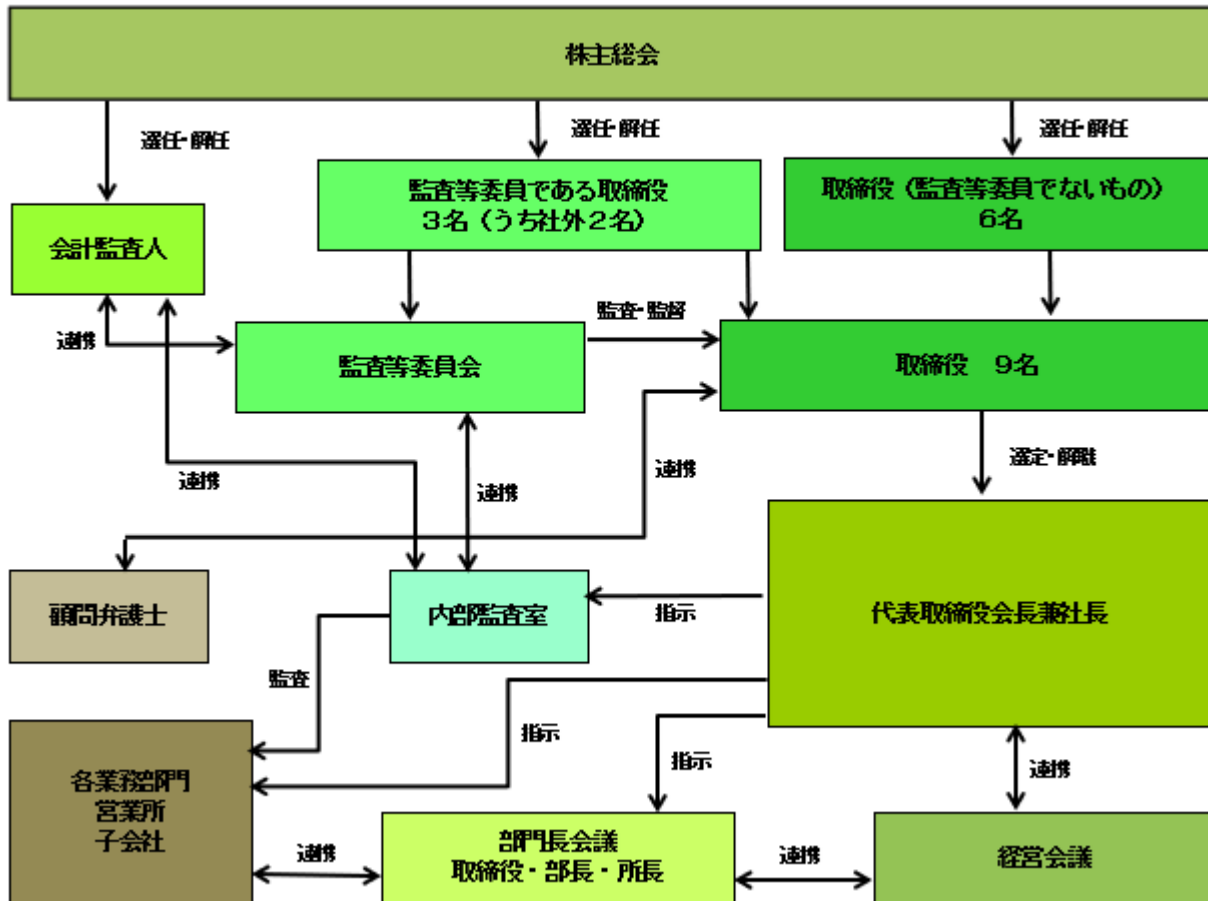 株主総会
選任・解任
選任・解任
選任・解任
監査等委員である取締役
3名（うち社外2名）
取締役（監査等委員でないもの）
6名
会計監査人
監査・監督
連携
監査等委員会
取締役　9名
選定・解職
連携
連携
連携
顧問弁護士
内部監査室
指示
代表取締役会長兼社長
監査
指示
指示
連携
各業務部門
営業所
子会社
連携
部門長会議
取締役・部長・所長
連携
経営会議